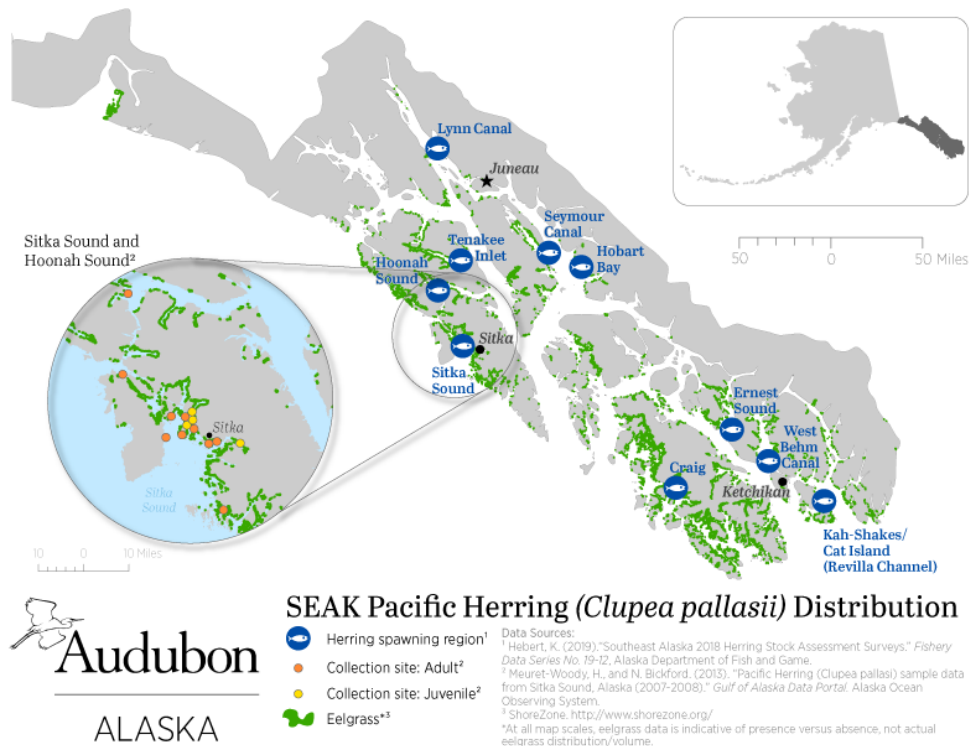 Lynn Canal
Juneau
Seymour
Canal
Hobart
Bay
Tenakee
Inlet
Hoonah
Sound
Sitka
Sitka
Sound
50
0
50 Miles
Sitka Sound and
Hoonah Sound²
Sitka
Sitka
Sound
10
0
10 Miles
Ernest
Sound
West
Behm
Canal
Craig
Ketchikan
Kah-Shakes/
Cat Island
(Revilla Channel)
Audubon
ALASKA
SEAK Pacific Herring (Clupea pallasii) Distribution
Herring spawning region¹
Collection site: Adult²
Collection site: Juvenile²
Eelgrass*³
Data Sources:
¹ Hebert, K. (2019)."Southeast Alaska 2018 Herring Stock Assessment Surveys." Fishery
Data Series No. 19-12, Alaska Department of Fish and Game.
² Meuret-Woody, H., and N. Bickford. (2013). "Pacific Herring (Clupea pallasi) sample data
from Sitka Sound, Alaska (2007-2008)." Gulf of Alaska Data Portal. Alaska Ocean
Observing System.
³ ShoreZone. http://www.shorezone.org/
*At all map scales, eelgrass data is indicative of presence versus absence, not actual
eelgrass distribution/volume.